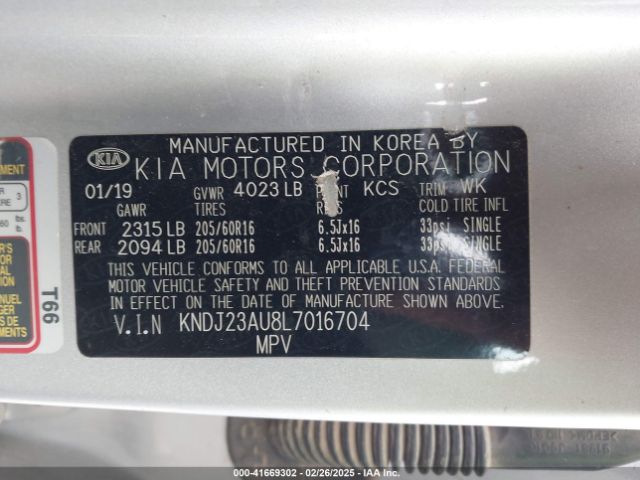 MANUFACTURED IN KOREA BY
KIA KIA MOTORS CORPORATION
01/19 GVWR 4023 LB PAINT KCS TRIM WK
GAWR TIRES COLD TIRE INFL
FRONT 2315 LB 205/60R16 6.5Jx16 33psi SINGLE
REAR 2094 LB 205/60R16 6.5Jx16 33psi SINGLE
THIS VEHICLE CONFORMS TO ALL APPLICABLE U.S.A. FEDERAL
MOTOR VEHICLE SAFETY AND THEFT PREVENTION STANDARDS
IN EFFECT ON THE DATE OF MANUFACTURE SHOWN ABOVE.
V.I.N KNDJ23AU8L7016704
MPV
T66
000-41669302 / 02/26/2025 / IAA Inc.